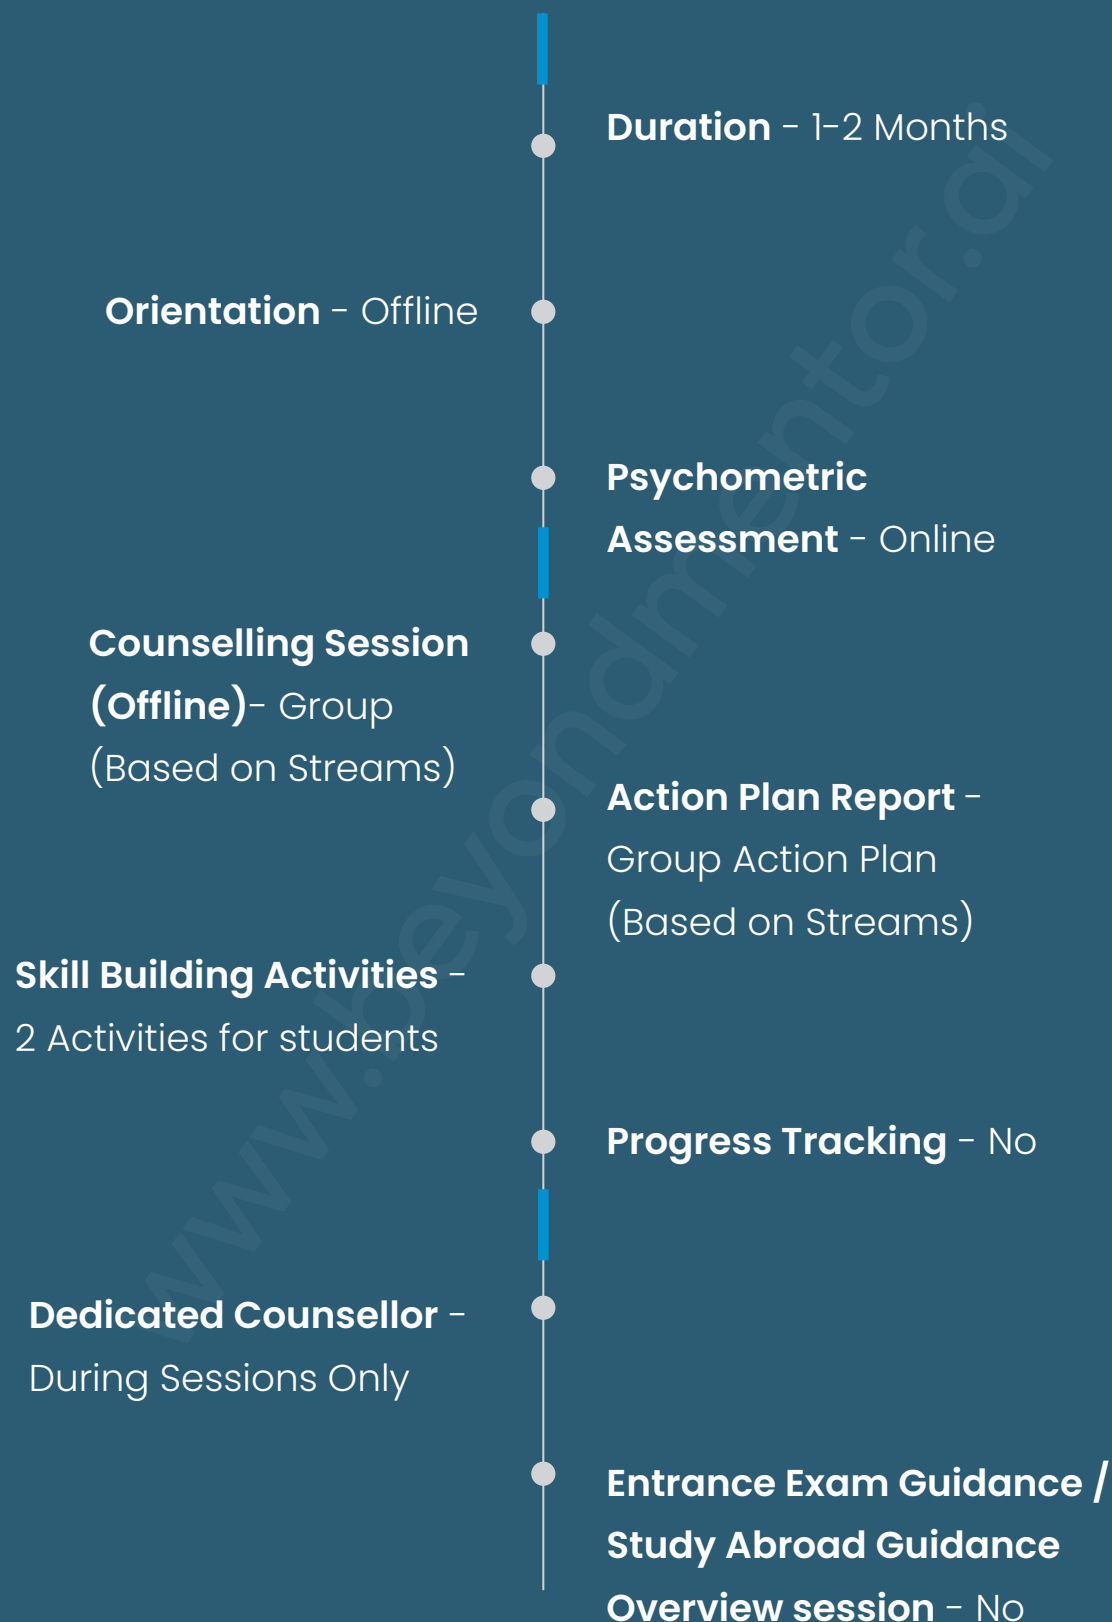 Duration - 1-2 Months
Orientation - Offline
Psychometric
Assessment - Online
Counselling Session
(Offline)- Group
(Based on Streams)
Action Plan Report -
Group Action Plan
(Based on Streams)
Skill Building Activities -
2 Activities for students
Progress Tracking - No
Dedicated Counsellor -
During Sessions Only
Entrance Exam Guidance /
Study Abroad Guidance
Overview session - No
www.beyondmentor.ai